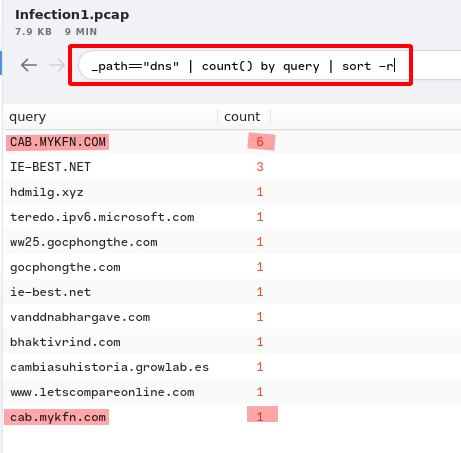 Infection1.pcap
7.9 KB 9 MIN
_path=="dns" | count() by query | sort -r
query count
CAB.MYKFN.COM 6
IE-BEST.NET 3
hdmilg.xyz 1
teredo.ipv6.microsoft.com 1
ww25.gocphongthe.com 1
gocphongthe.com 1
ie-best.net 1
vanddnabhargave.com 1
bhaktivrind.com 1
cambiasuhistoria.growlab.es 1
www.letscompareonline.com 1
cab.mykfn.com 1